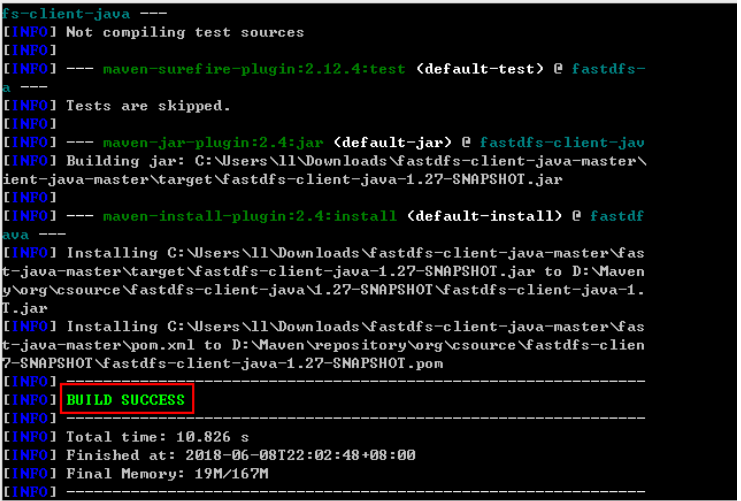 fs-client-java ---
[INFO] Not compiling test sources
[INFO]
[INFO] --- maven-surefire-plugin:2.12.4:test (default-test) @ fastdfs-
a ---
[INFO] Tests are skipped.
[INFO]
[INFO] --- maven-jar-plugin:2.4:jar (default-jar) @ fastdfs-client-jav
[INFO] Building jar: C:\Users\ll\Downloads\fastdfs-client-java-master\
ient-java-master\target\fastdfs-client-java-1.27-SNAPSHOT.jar
[INFO]
[INFO] --- maven-install-plugin:2.4:install (default-install) @ fastdf
ava ---
[INFO] Installing C:\Users\ll\Downloads\fastdfs-client-java-master\fas
t-java-master\target\fastdfs-client-java-1.27-SNAPSHOT.jar to D:\Maven
y\org\csource\fastdfs-client-java\1.27-SNAPSHOT\fastdfs-client-java-1.
T.jar
[INFO] Installing C:\Users\ll\Downloads\fastdfs-client-java-master\fas
t-java-master\pom.xml to D:\Maven\repository\org\csource\fastdfs-clien
7-SNAPSHOT\fastdfs-client-java-1.27-SNAPSHOT.pom
[INFO] ------------------------------------------------------------------------
[INFO] BUILD SUCCESS
[INFO] ------------------------------------------------------------------------
[INFO] Total time: 10.826 s
[INFO] Finished at: 2018-06-08T22:02:48+08:00
[INFO] Final Memory: 19M/167M
[INFO] ------------------------------------------------------------------------